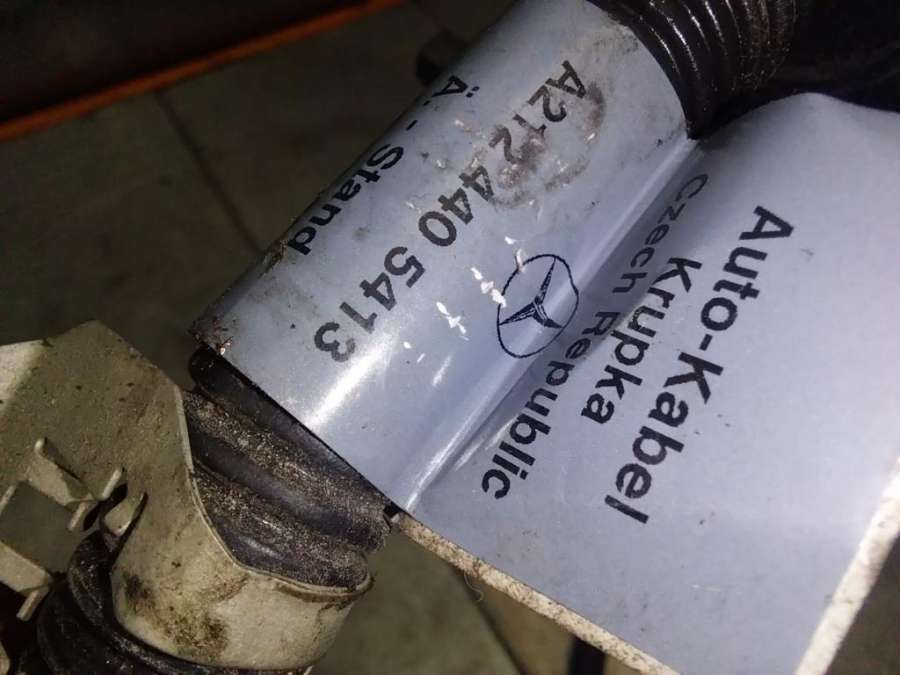 A212 440 5413
Ä: - Stand
Auto-Kabel
Krupka
Czech Republic